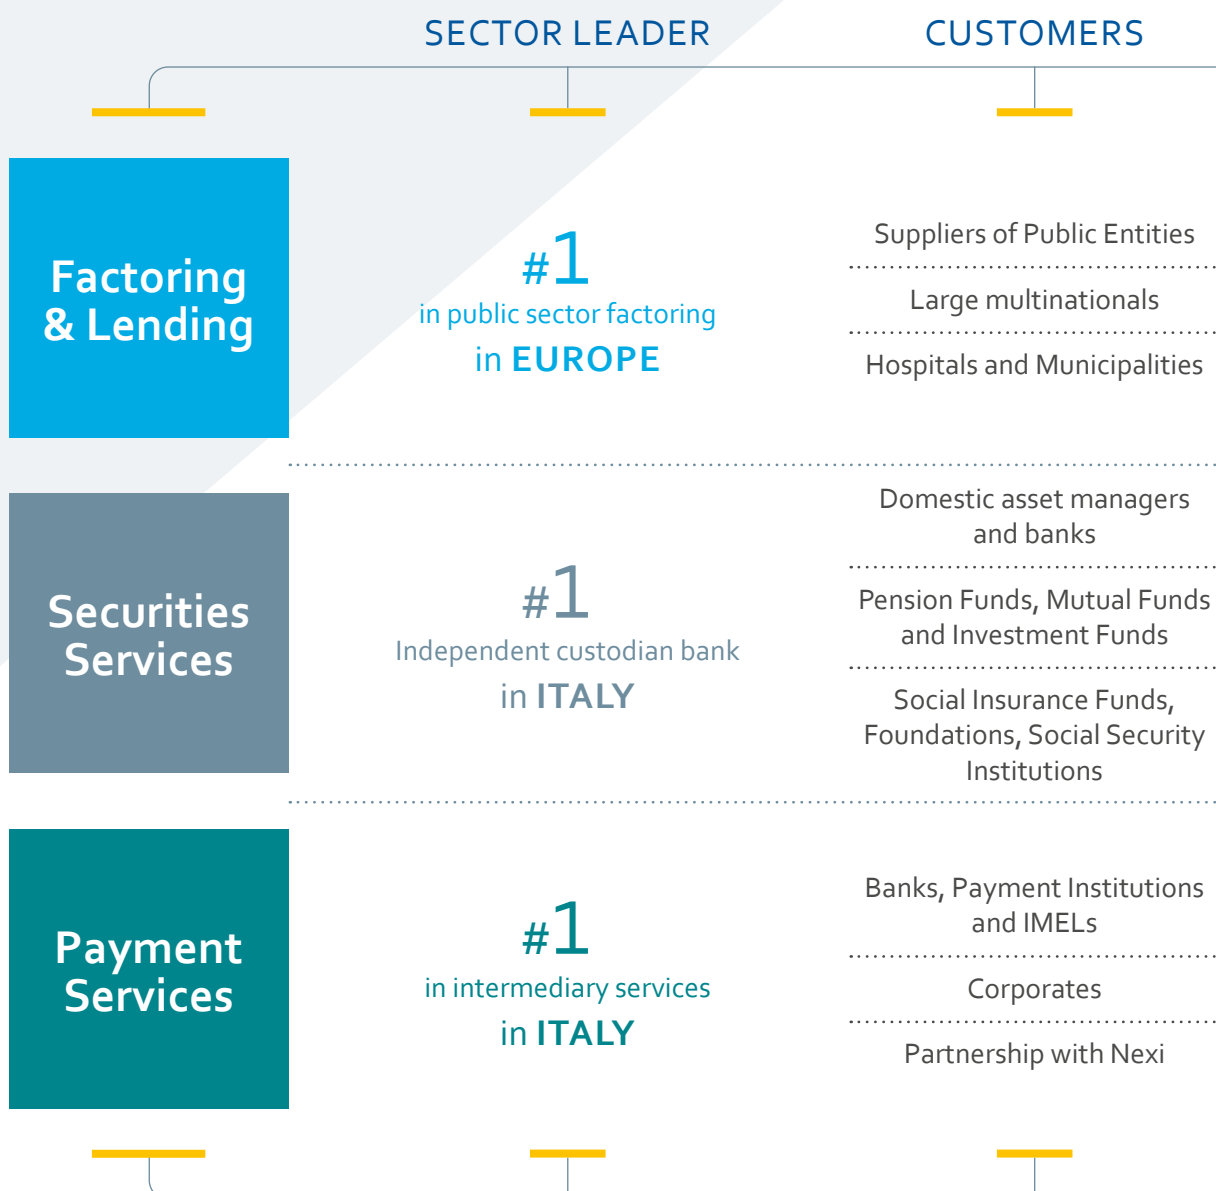 SECTOR LEADER
CUSTOMERS
Factoring
& Lending
#1
in public sector factoring
in EUROPE
Suppliers of Public Entities
Large multinationals
Hospitals and Municipalities
Securities
Services
#1
Independent custodian bank
in ITALY
Domestic asset managers
and banks
Pension Funds, Mutual Funds
and Investment Funds
Social Insurance Funds,
Foundations, Social Security
Institutions
Payment
Services
#1
in intermediary services
in ITALY
Banks, Payment Institutions
and IMELs
Corporates
Partnership with Nexi